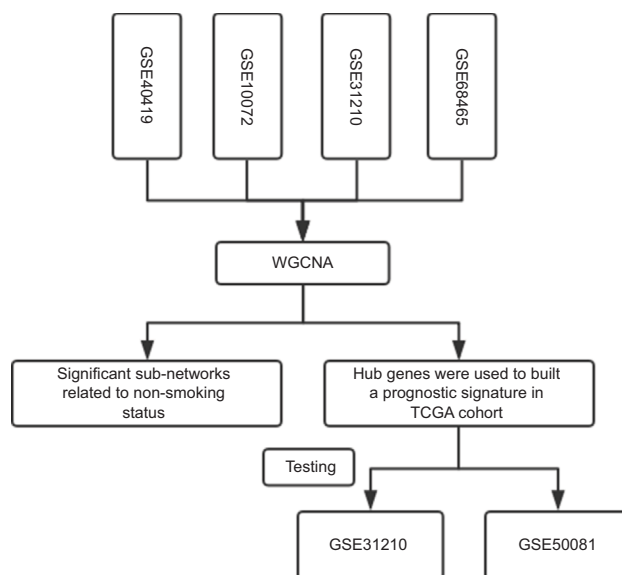 GSE40419
GSE10072
GSE31210
GSE68465
WGCNA
Significant sub-networks
related to non-smoking
status
Hub genes were used to built
a prognostic signature in
TCGA cohort
Testing
GSE31210
GSE50081